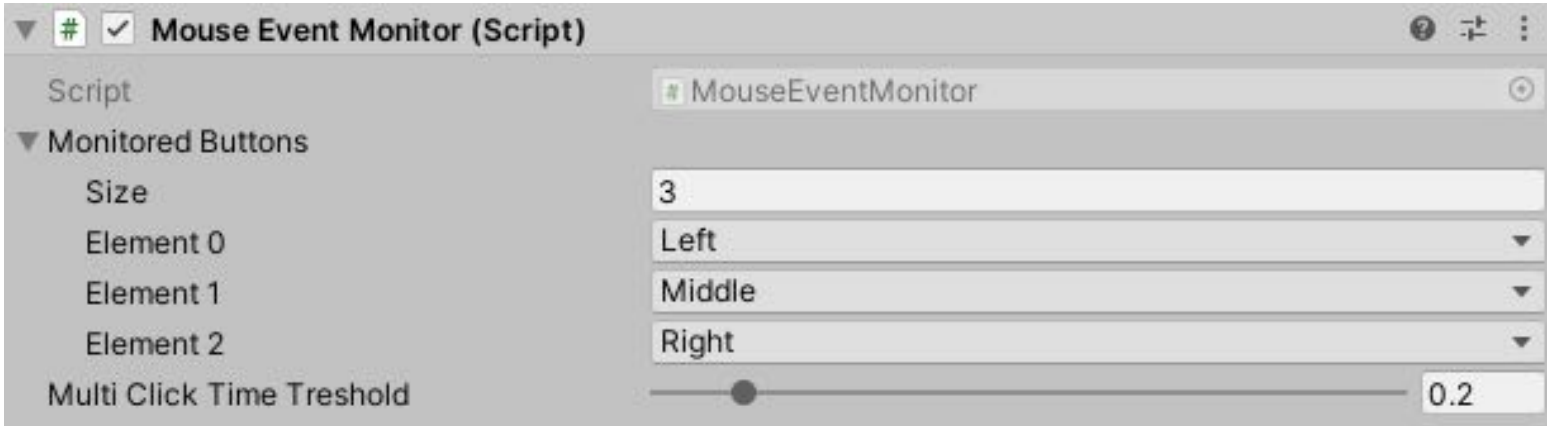 # Mouse Event Monitor (Script)
Script # MouseEventMonitor
Monitored Buttons
Size 3
Element 0 Left
Element 1 Middle
Element 2 Right
Multi Click Time Treshold 0.2